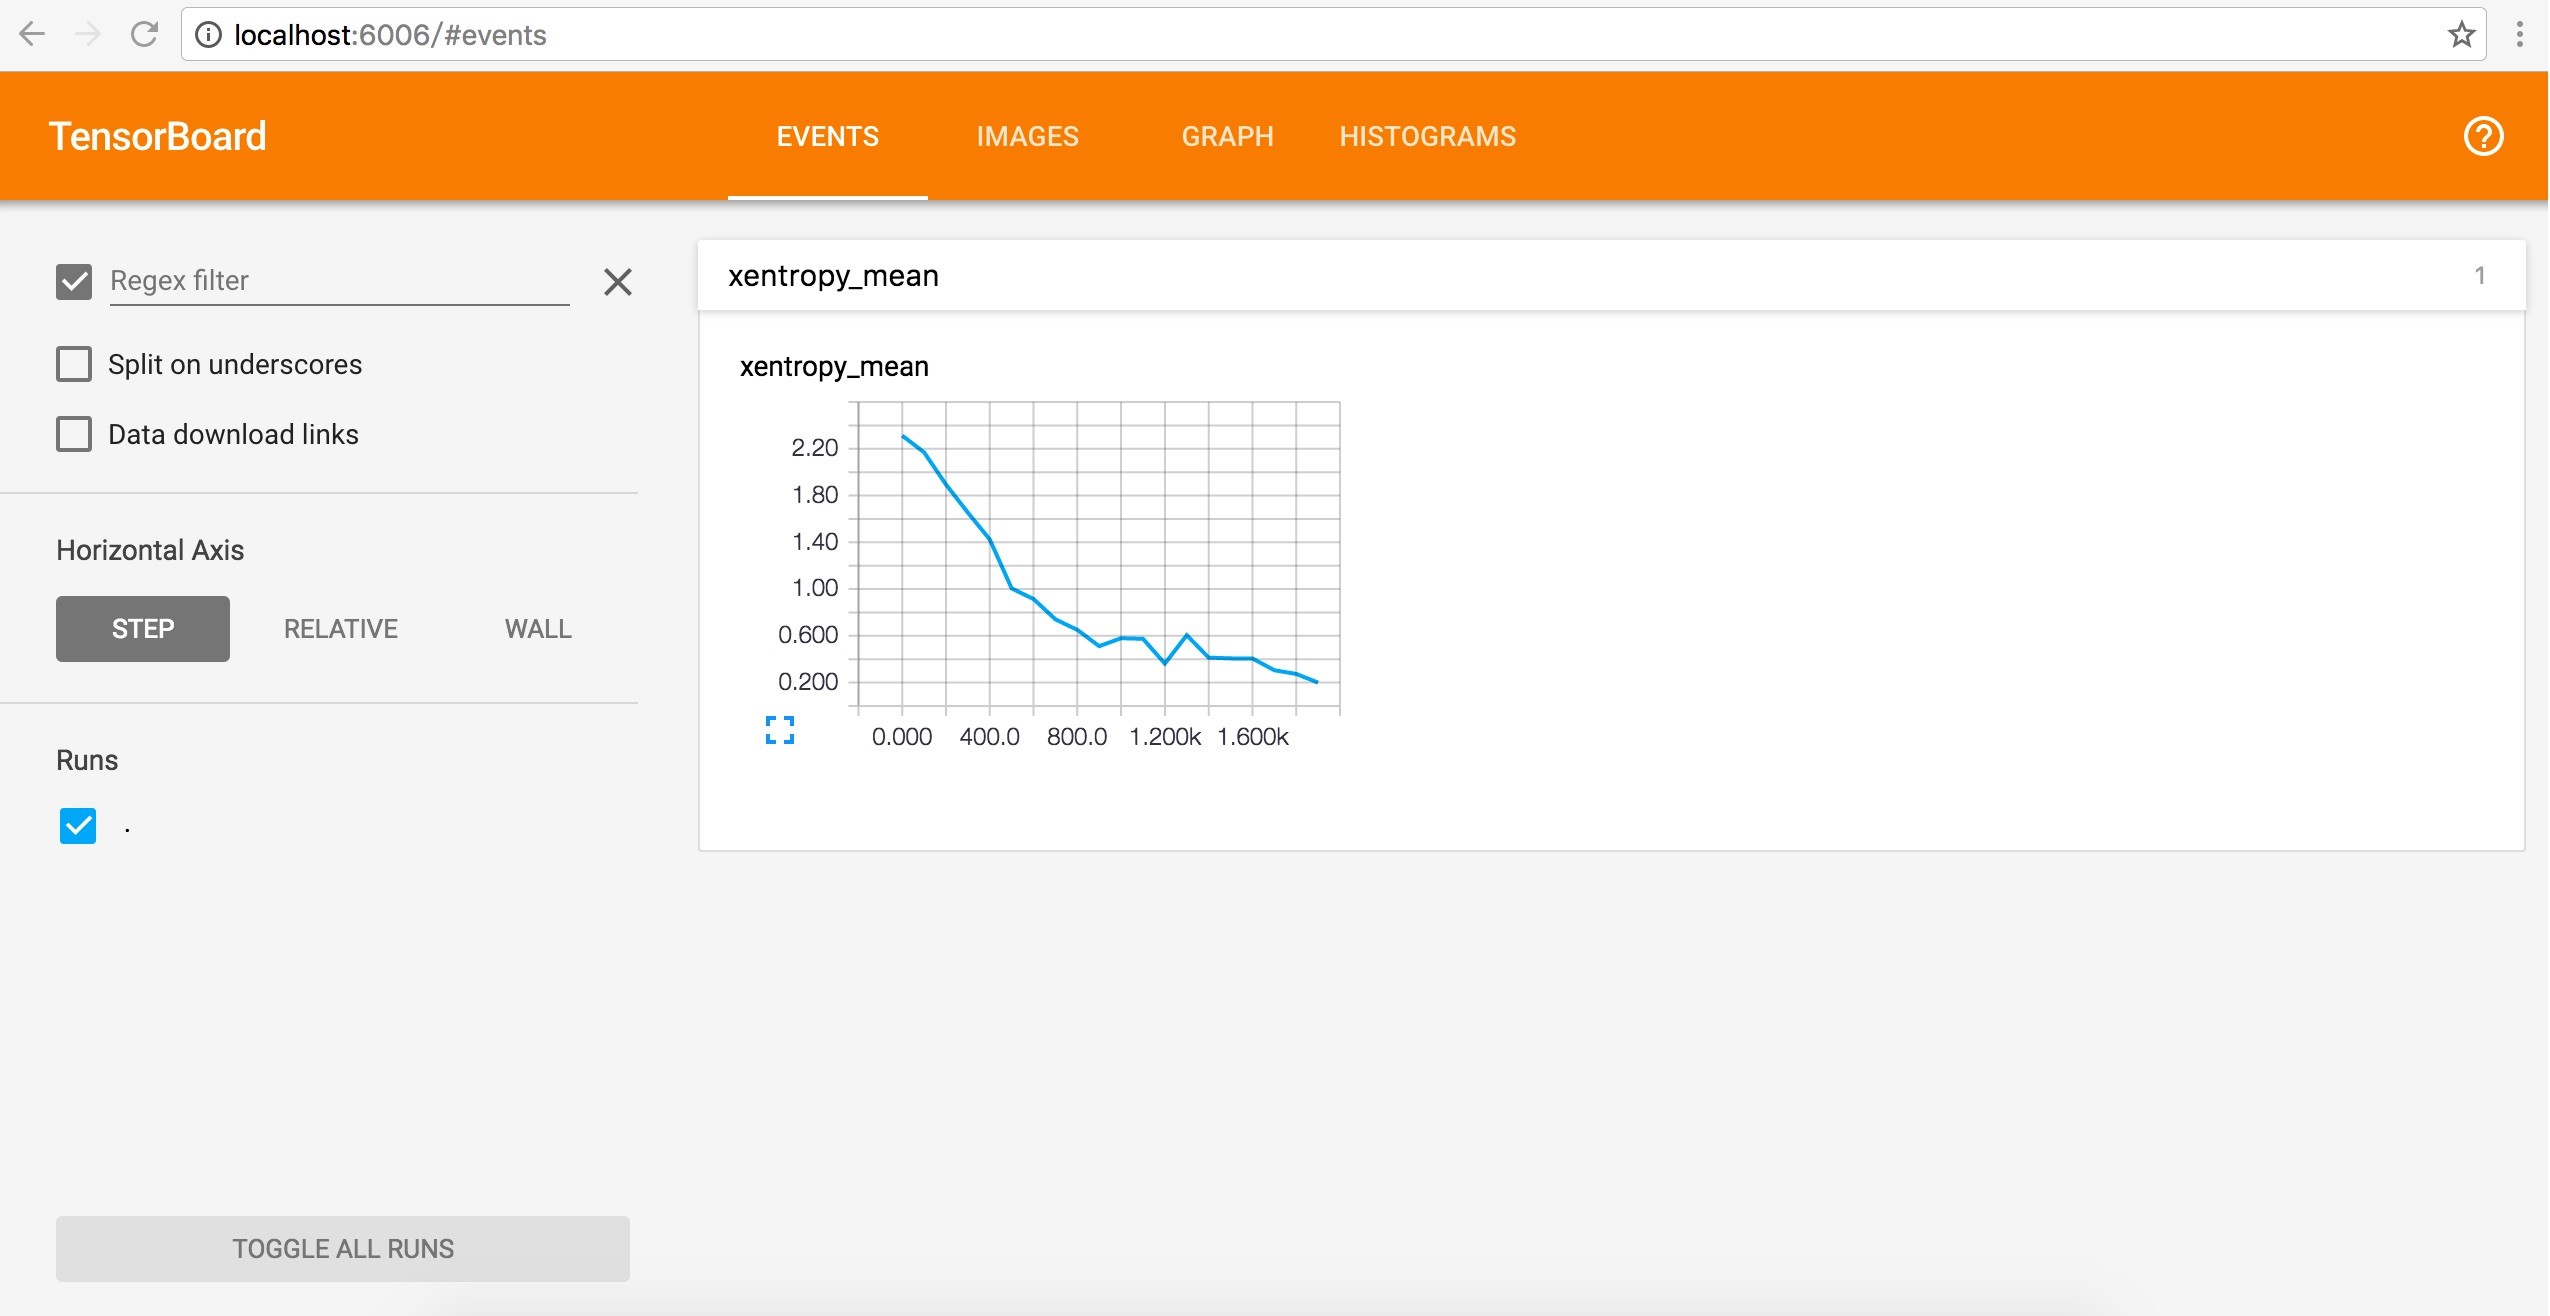 localhost:6006/#events
TensorBoard EVENTS IMAGES GRAPH HISTOGRAMS
Regex filter
Split on underscores
Data download links
Horizontal Axis
STEP RELATIVE WALL
Runs
.
TOGGLE ALL RUNS
xentropy_mean 1
xentropy_mean
2.20
1.80
1.40
1.00
0.600
0.200
0.000 400.0 800.0 1.200k 1.600k